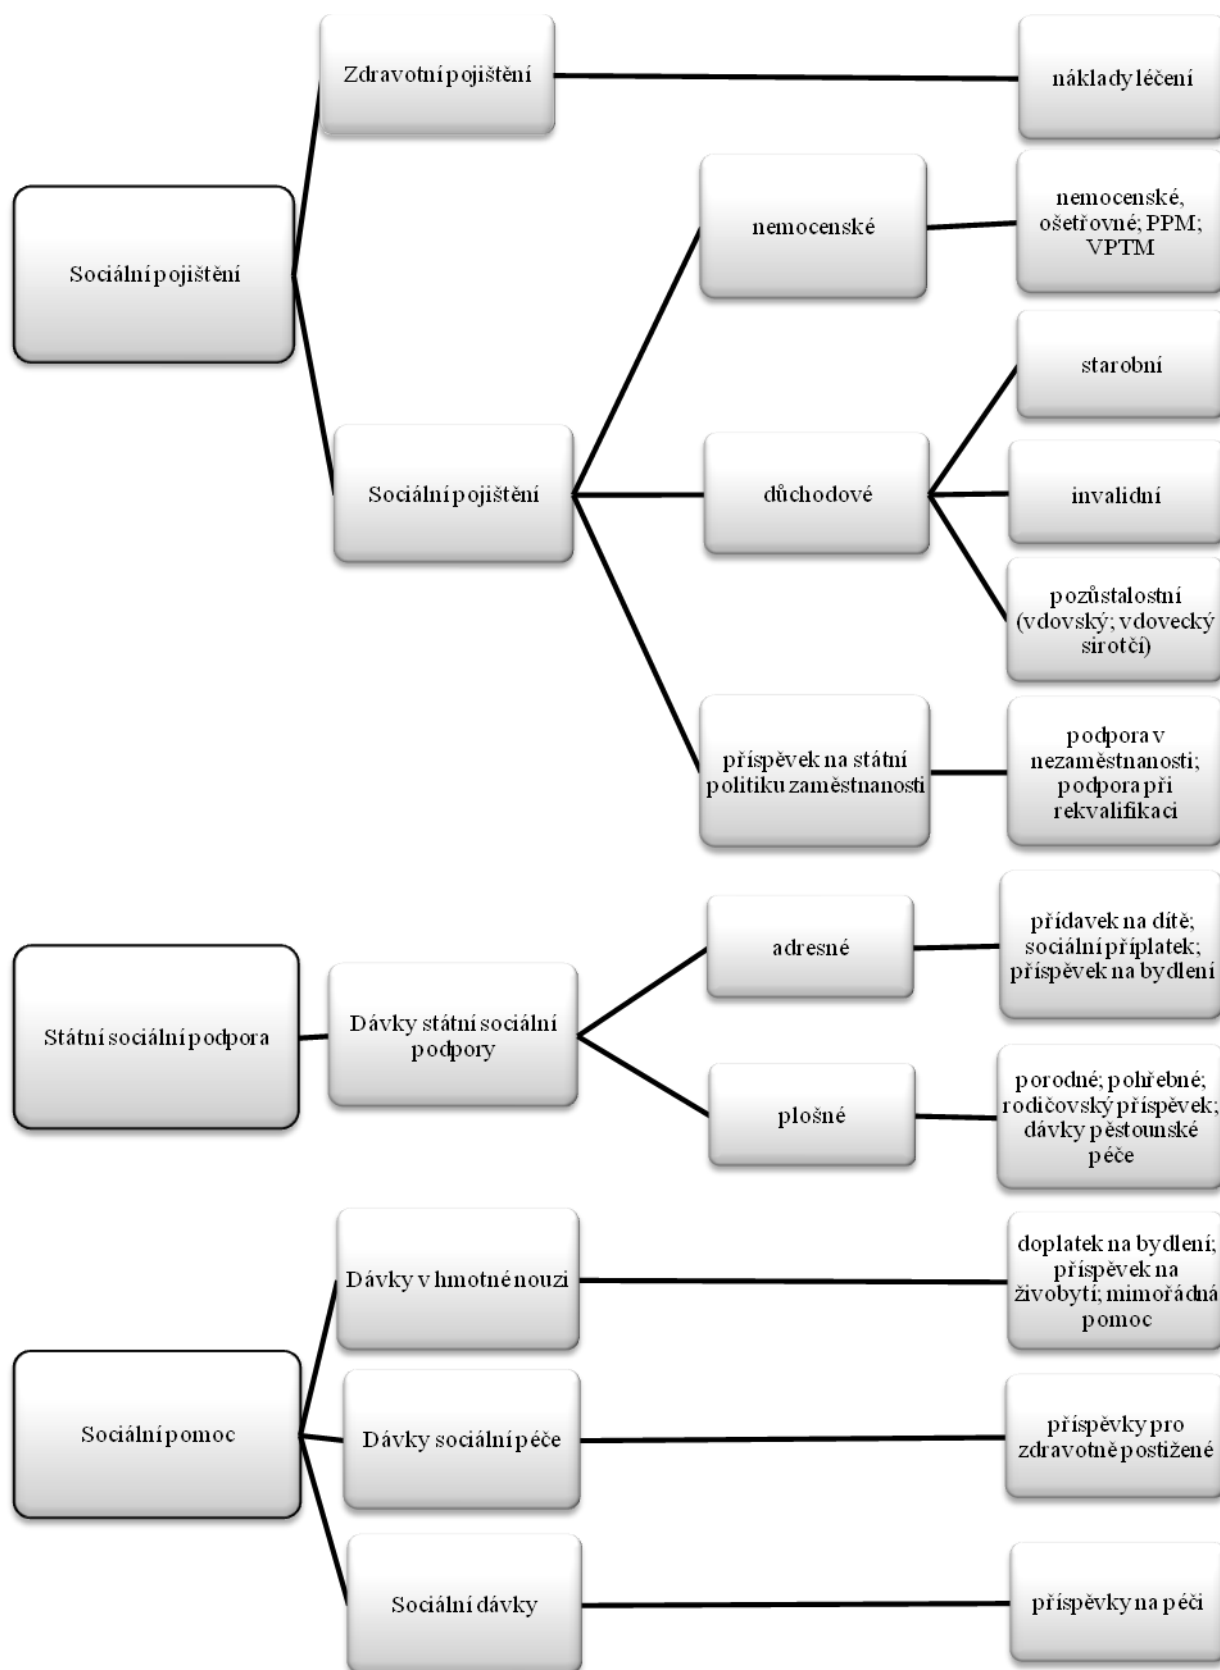 Zdravotní pojištění
náklady léčení
Sociální pojištění
nemocenské
nemocenské,
ošetřovné; PPM;
VPTM
Sociální pojištění
důchodové
starobní
invalidní
pozůstalostní
(vdovský; vdovecký
sirotčí)
příspěvek na státní
politiku zaměstnanosti
podpora v
nezaměstnanosti;
podpora při
rekvalifikaci
Státní sociální podpora
Dávky státní sociální
podpory
adresné
přídavek na dítě;
sociální příplatek;
příspěvek na bydlení
plošné
porodné; pohřebné;
rodičovský příspěvek;
dávky pěstounské
péče
Sociální pomoc
Dávky v hmotné nouzi
doplatek na bydlení;
příspěvek na
živobytí; mimořádná
pomoc
Dávky sociální péče
příspěvky pro
zdravotně postižené
Sociální dávky
příspěvky na péči